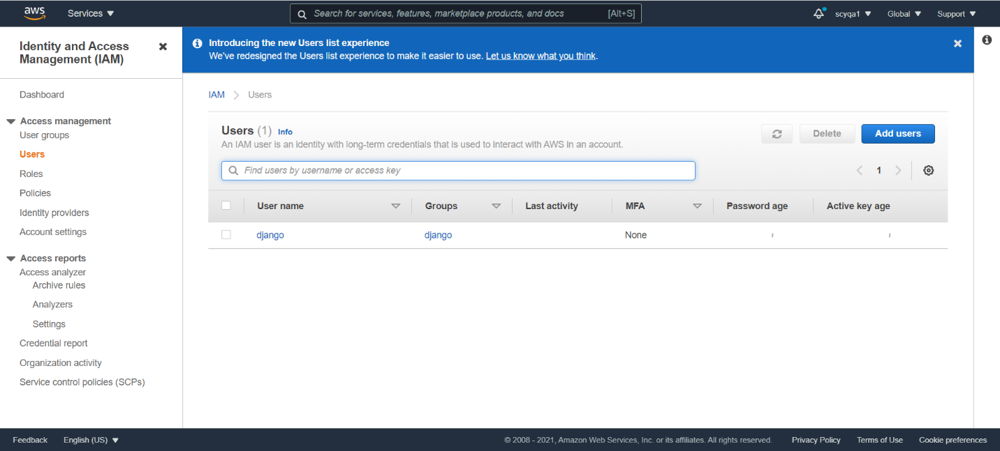 aws
Services
Search for services, features, marketplace products, and docs
[Alt+S]
scyqa1
Global
Support
Identity and Access
Management (IAM)
Dashboard
Access management
User groups
Users
Roles
Policies
Identity providers
Account settings
Access reports
Access analyzer
Archive rules
Analyzers
Settings
Credential report
Organization activity
Service control policies (SCPs)
Introducing the new Users list experience
We've redesigned the Users list experience to make it easier to use. Let us know what you think.
IAM
Users
Users (1) Info
An IAM user is an identity with long-term credentials that is used to interact with AWS in an account.
Delete
Add users
Find users by username or access key
1
User name
Groups
Last activity
MFA
Password age
Active key age
django
django
None
Feedback
English (US)
© 2008 - 2021, Amazon Web Services, Inc. or its affiliates. All rights reserved.
Privacy Policy
Terms of Use
Cookie preferences